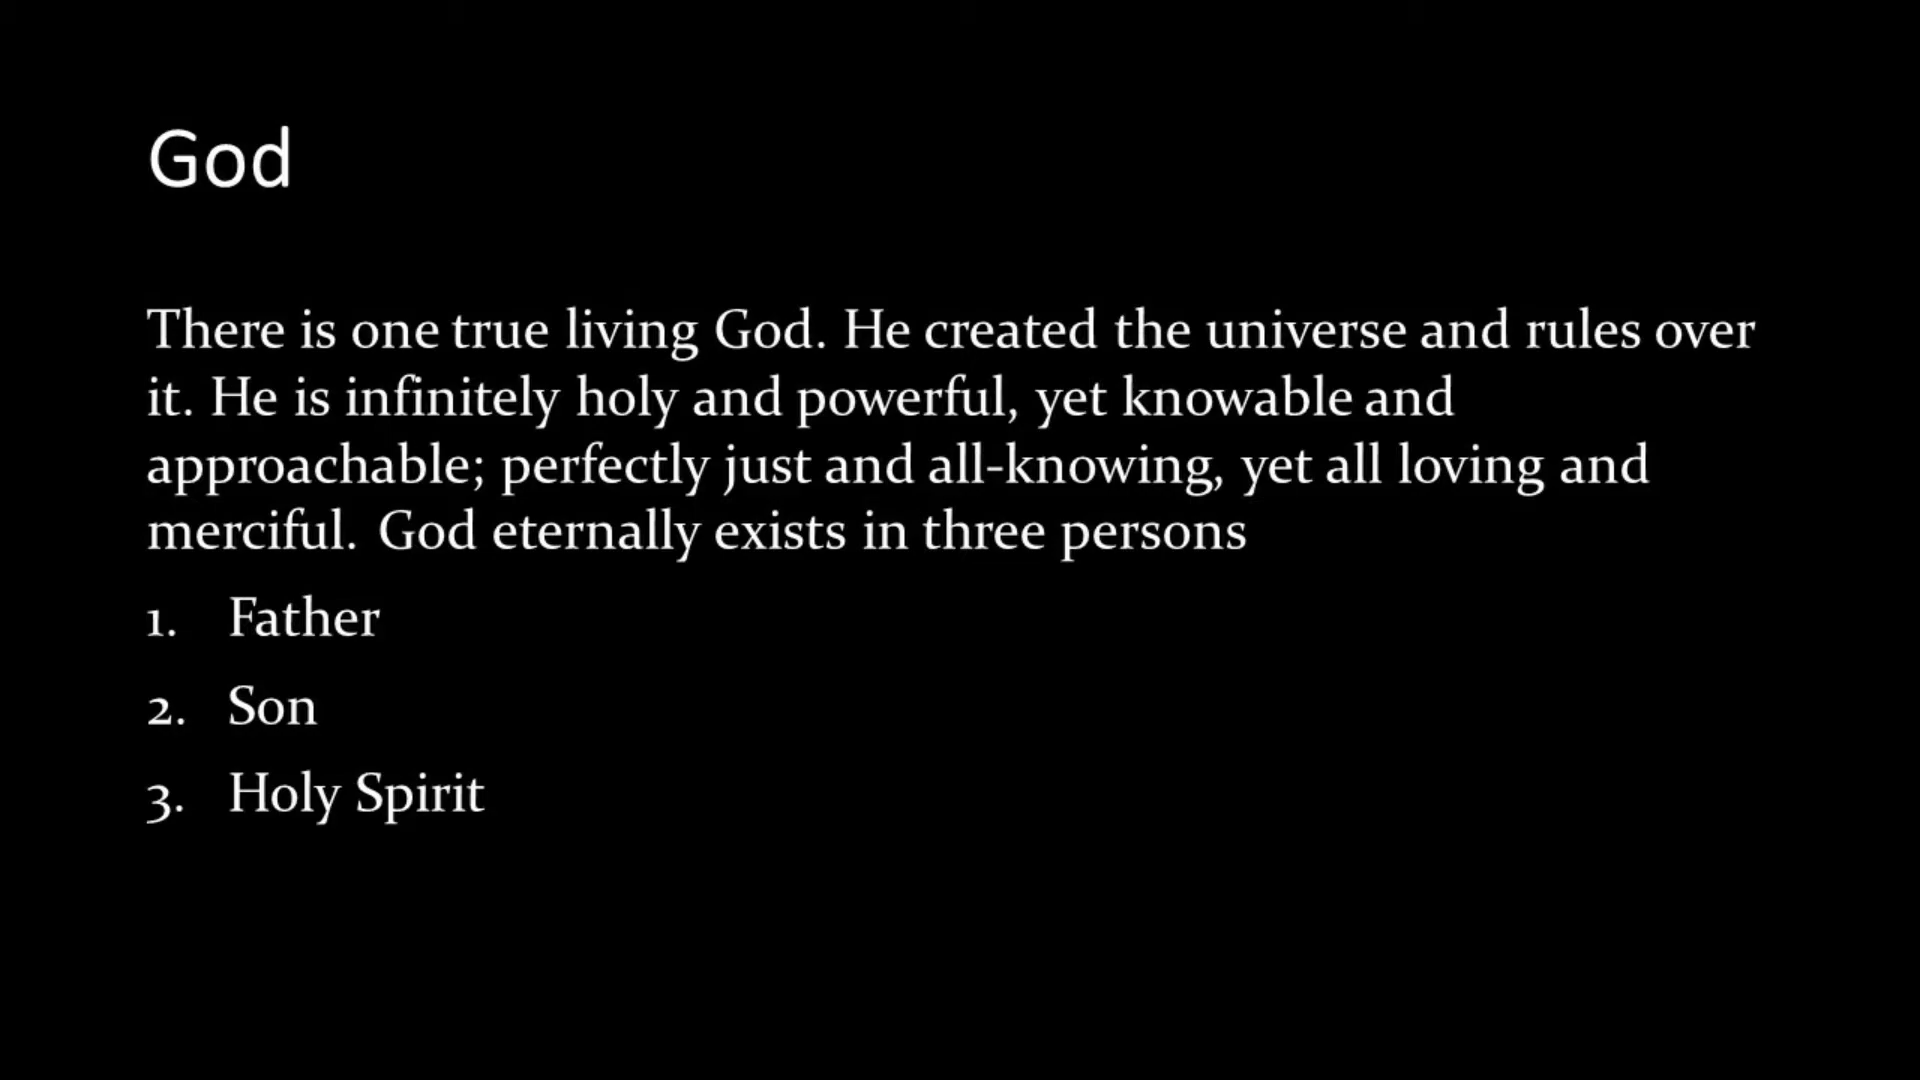 God
There is one true living God. He created the universe and rules over
it. He is infinitely holy and powerful, yet knowable and
approachable; perfectly just and all-knowing, yet all loving and
merciful. God eternally exists in three persons
1. Father
2. Son
3. Holy Spirit